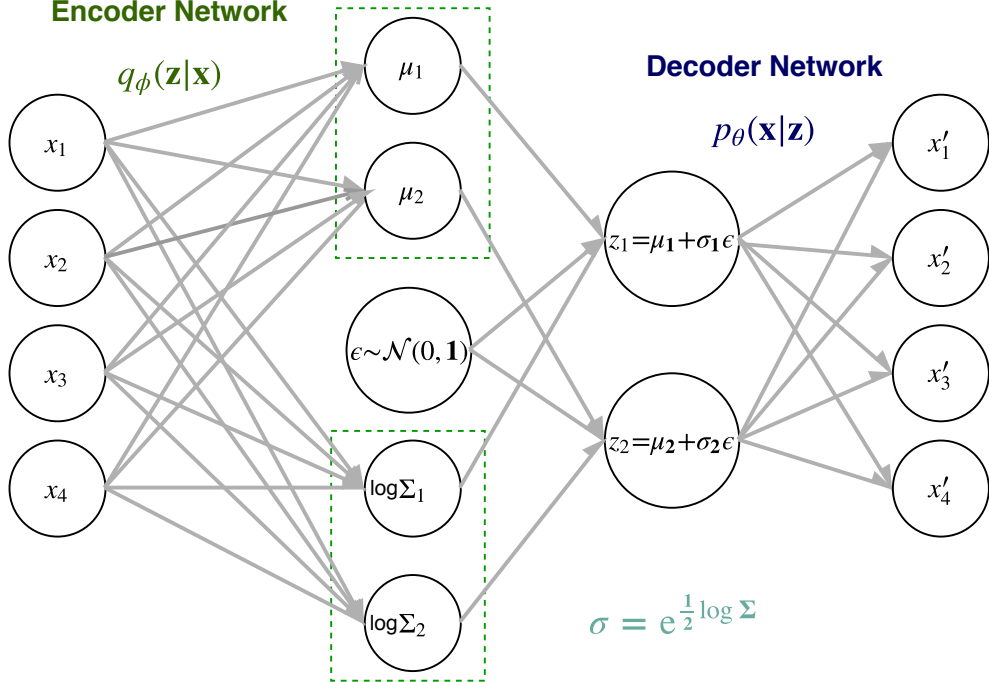 Encoder Network
qϕ(z|x)
Decoder Network
pθ(x|z)
x1
x2
x3
x4
μ1
μ2
ϵ~𝒩(0, 1)
logΣ1
logΣ2
z1=μ1+σ1ϵ
z2=μ2+σ2ϵ
x′1
x′2
x′3
x′4
σ = e^{1/2 log Σ}